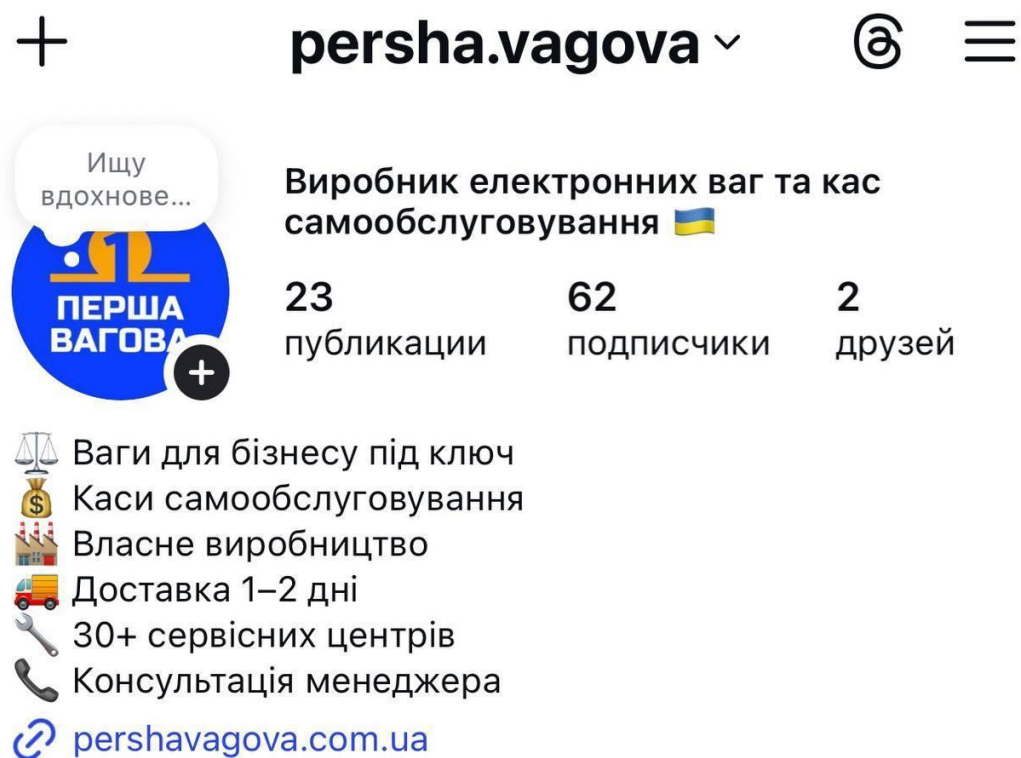 persha.vagova
Ищу
вдохнове...
ПЕРША
ВАГОВА
Виробник електронних ваг та кас
самообслуговування 🇺🇦
23
публикации
62
подписчики
2
друзей
⚖️ Ваги для бізнесу під ключ
💰 Каси самообслуговування
🏭 Власне виробництво
🚚 Доставка 1–2 дні
🔧 30+ сервісних центрів
📞 Консультація менеджера
pershavagova.com.ua